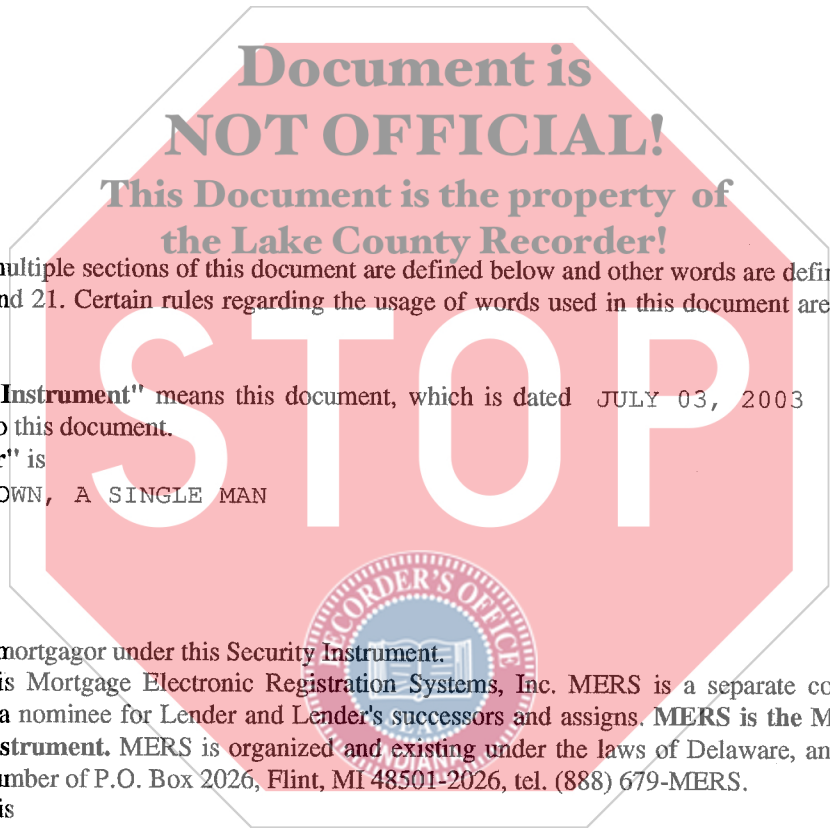 Document is
NOT OFFICIAL!
This Document is the property of
the Lake County Recorder!
multiple sections of this document are defined below and other words are defin
nd 21. Certain rules regarding the usage of words used in this document are
STOP
Instrument" means this document, which is dated JULY 03, 2003
o this document.
r" is
OWN, A SINGLE MAN
RECORDER'S OFFICE
INDIANA
mortgagor under this Security Instrument.
is Mortgage Electronic Registration Systems, Inc. MERS is a separate co
a nominee for Lender and Lender's successors and assigns. MERS is the M
strument. MERS is organized and existing under the laws of Delaware, an
umber of P.O. Box 2026, Flint, MI 48501-2026, tel. (888) 679-MERS.
is